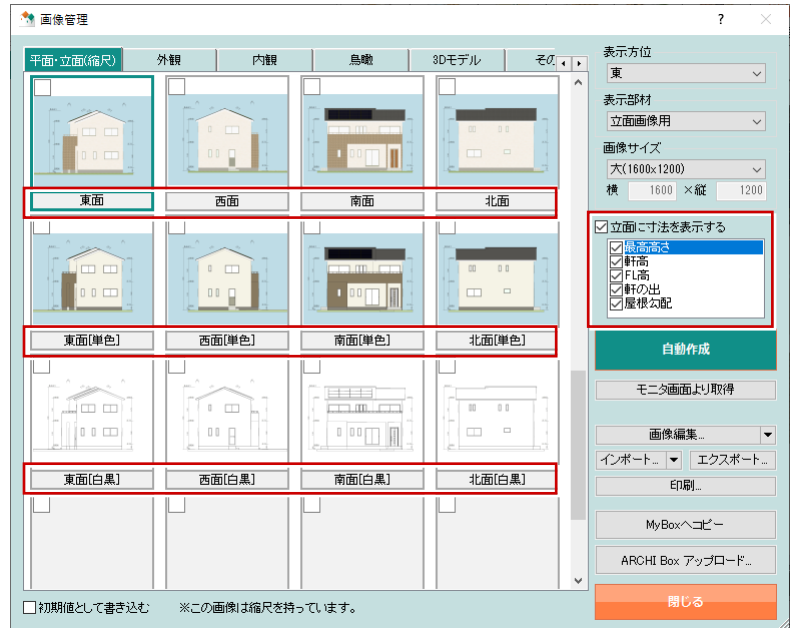 画像管理
?
平面･立面(縮尺) 外観 内観 鳥瞰 3Dモデル その
東面 西面 南面 北面
東面[単色] 西面[単色] 南面[単色] 北面[単色]
東面[白黒] 西面[白黒] 南面[白黒] 北面[白黒]
初期値として書き込む ※この画像は縮尺を持っています。
表示方位
東
表示部材
立面画像用
画像サイズ
大(1600x1200)
横 1600 ×縦 1200
立面に寸法を表示する
最高高さ
軒高
FL高
軒の出
屋根勾配
自動作成
モニタ画面より取得
画像編集...
インポート... エクスポート...
印刷...
MyBoxへコピー
ARCHI Box アップロード...
閉じる